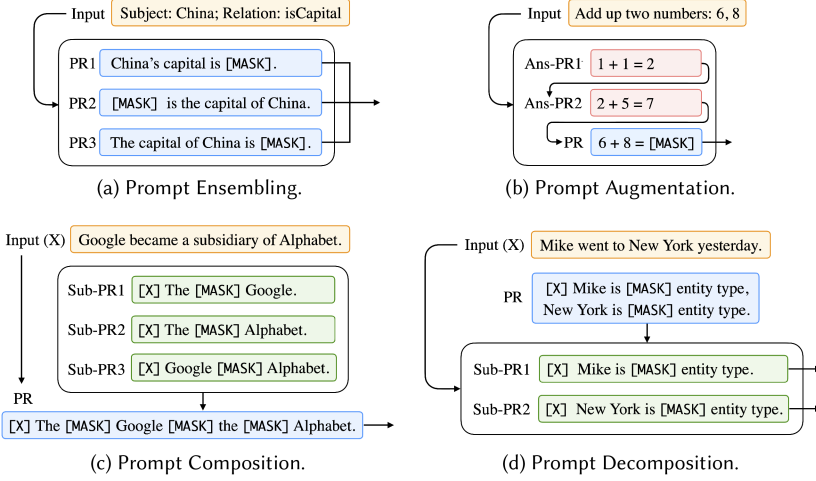 Input Subject: China; Relation: isCapital
PR1 China's capital is [MASK].
PR2 [MASK] is the capital of China.
PR3 The capital of China is [MASK].
(a) Prompt Ensembling.
Input Add up two numbers: 6, 8
Ans-PR1 1 + 1 = 2
Ans-PR2 2 + 5 = 7
PR 6 + 8 = [MASK]
(b) Prompt Augmentation.
Input (X) Google became a subsidiary of Alphabet.
Sub-PR1 [X] The [MASK] Google.
Sub-PR2 [X] The [MASK] Alphabet.
Sub-PR3 [X] Google [MASK] Alphabet.
PR
[X] The [MASK] Google [MASK] the [MASK] Alphabet.
(c) Prompt Composition.
Input (X) Mike went to New York yesterday.
PR [X] Mike is [MASK] entity type,
New York is [MASK] entity type.
Sub-PR1 [X] Mike is [MASK] entity type.
Sub-PR2 [X] New York is [MASK] entity type.
(d) Prompt Decomposition.